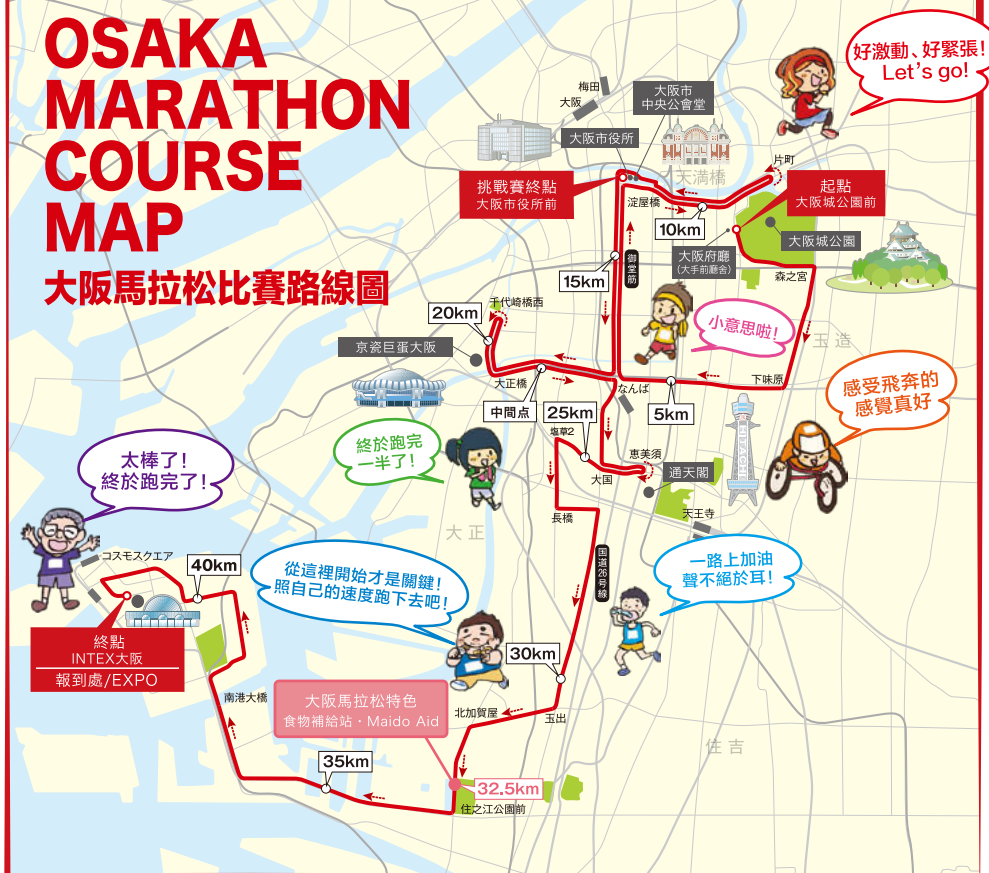 OSAKA
MARATHON
COURSE
MAP
大阪馬拉松比賽路線圖
好激動、好緊張!
Let's go!
梅田
大阪
大阪市
中央公會堂
大阪市役所
天満橋
片町
挑戰賽終點
大阪市役所前
淀屋橋
10km
起點
大阪城公園前
大阪府廳
(大手前廳舍)
大阪城公園
森之宮
御堂筋
15km
千代崎橋西
20km
小意思啦!
玉造
京瓷巨蛋大阪
大正橋
なんば
下味原
中間点
25km
5km
塩草2
感受飛奔的
感覺真好
終於跑完
一半了!
恵美須
大国
通天閣
太棒了!
終於跑完了!
長橋
天王寺
大正
コスモスクエア
40km
国道26号線
從這裡開始才是關鍵!
照自己的速度跑下去吧!
一路上加油
聲不絕於耳!
終點
INTEX大阪
報到處/EXPO
30km
南港大橋
大阪馬拉松特色
食物補給站・Maido Aid
北加賀屋
玉出
住吉
35km
32.5km
住之江公園前
HITACHI